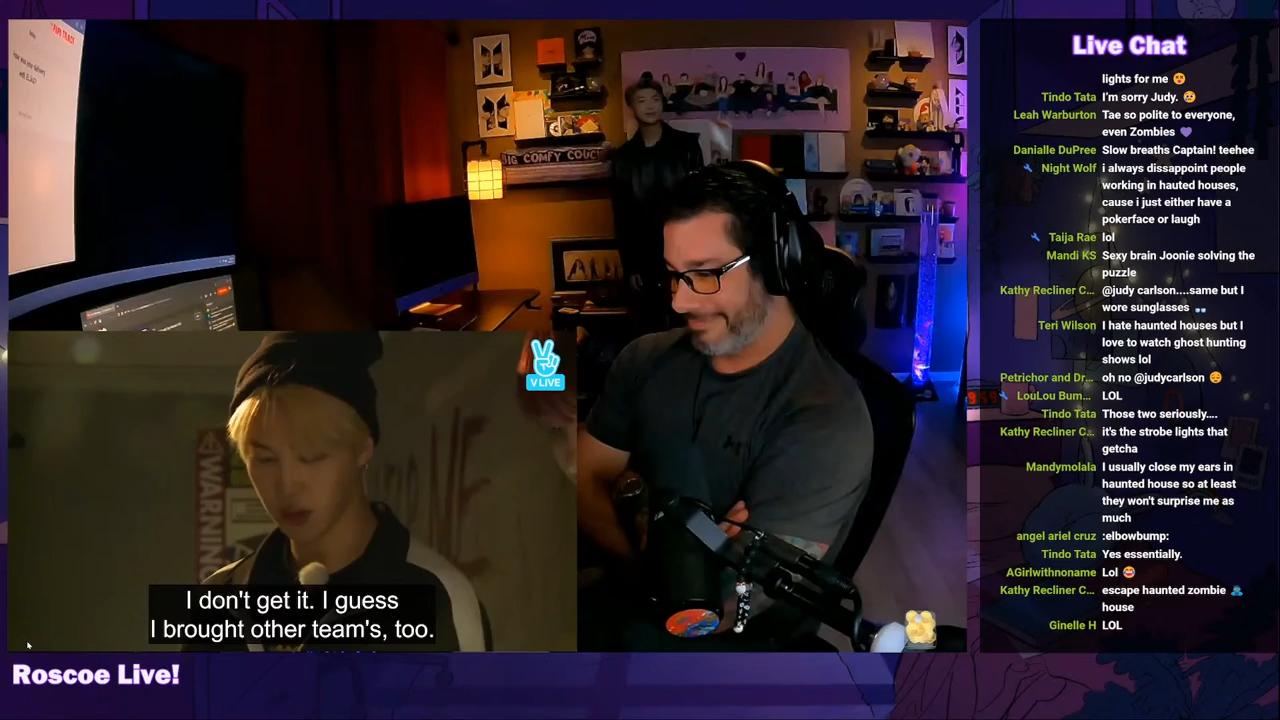 Live Chat
lights for me 😍
Tindo Tata I'm sorry Judy. 😢
Leah Warburton Tae so polite to everyone,
even Zombies 💜
Danialle DuPree Slow breaths Captain! teehee
Night Wolf i always dissappoint people
working in hauted houses,
cause i just either have a
pokerface or laugh
Taija Rae lol
Mandi KS Sexy brain Joonie solving the
puzzle
Kathy Recliner C... @judy carlson....same but I
wore sunglasses 🕶️
Teri Wilson I hate haunted houses but I
love to watch ghost hunting
shows lol
Petrichor and Dr... oh no @judycarlson 😔
LouLou Bum... LOL
Tindo Tata Those two seriously....
Kathy Recliner C... it's the strobe lights that
getcha
Mandymolala I usually close my ears in
haunted house so at least
they won't surprise me as
much
angel ariel cruz :elbowbump:
Tindo Tata Yes essentially.
AGirlwithnoname Lol 😂
Kathy Recliner C... escape haunted zombie 🧟
house
Ginelle H LOL
BIG COMFY COUCH
V LIVE
WARNING
I don't get it. I guess
I brought other team's, too.
Roscoe Live!